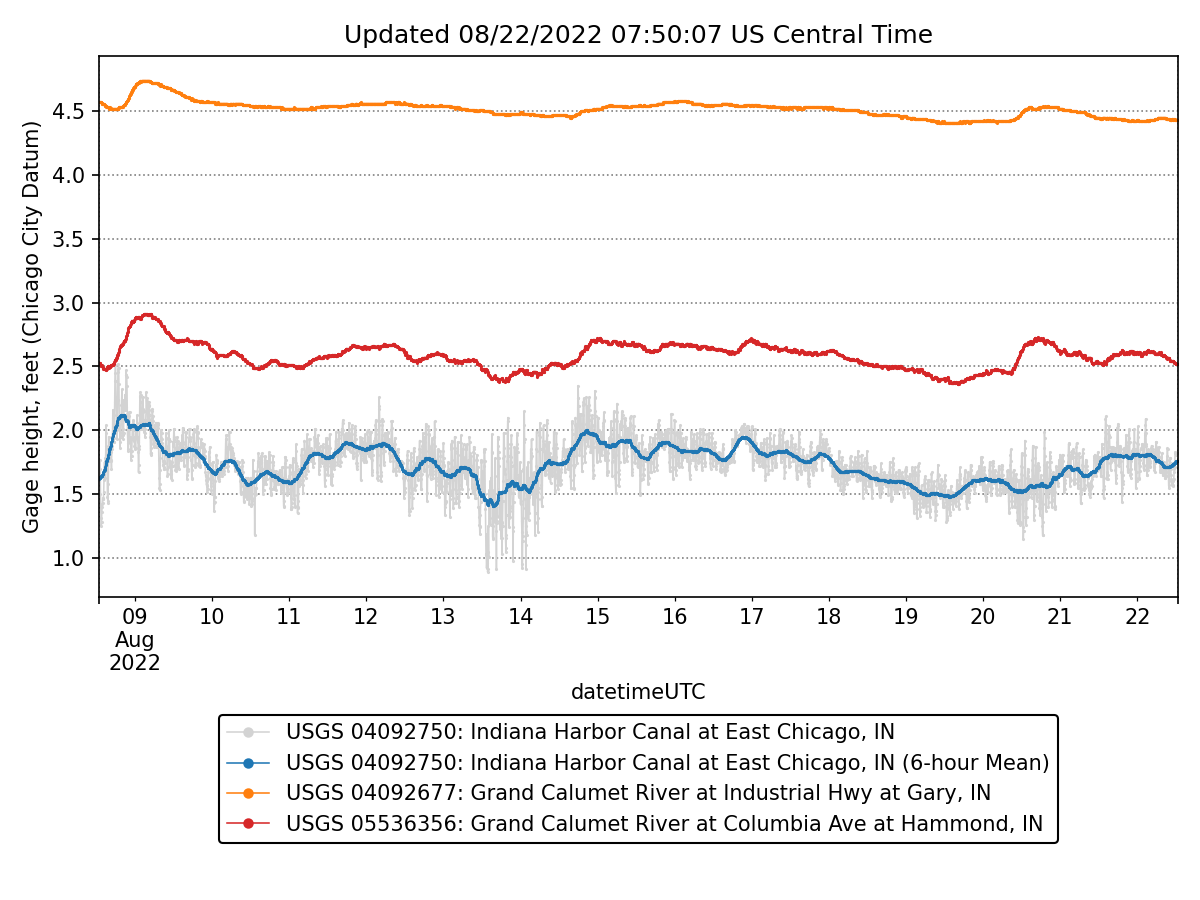 Updated 08/22/2022 07:50:07 US Central Time
Gage height, feet (Chicago City Datum)
4.5
4.0
3.5
3.0
2.5
2.0
1.5
1.0
09 10 11 12 13 14 15 16 17 18 19 20 21 22
Aug
2022
datetimeUTC
USGS 04092750: Indiana Harbor Canal at East Chicago, IN
USGS 04092750: Indiana Harbor Canal at East Chicago, IN (6-hour Mean)
USGS 04092677: Grand Calumet River at Industrial Hwy at Gary, IN
USGS 05536356: Grand Calumet River at Columbia Ave at Hammond, IN